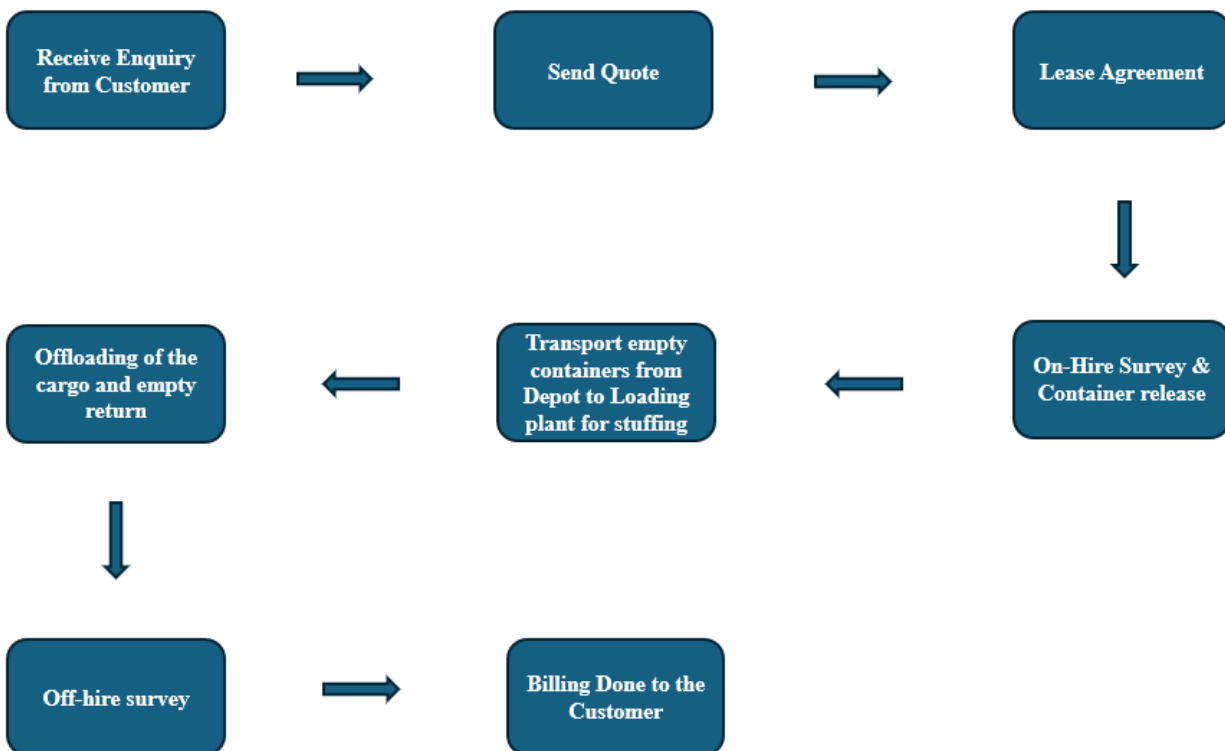 Receive Enquiry
from Customer
Send Quote
Lease Agreement
On-Hire Survey &
Container release
Transport empty
containers from
Depot to Loading
plant for stuffing
Offloading of the
cargo and empty
return
Off-hire survey
Billing Done to the
Customer